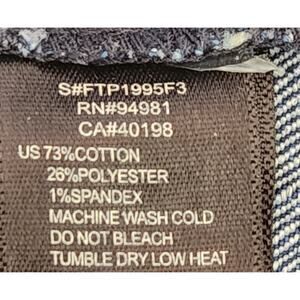 S#FTP1995F3
RN#94981
CA#40198
US 73%COTTON
26%POLYESTER
1%SPANDEX
MACHINE WASH COLD
DO NOT BLEACH
TUMBLE DRY LOW HEAT